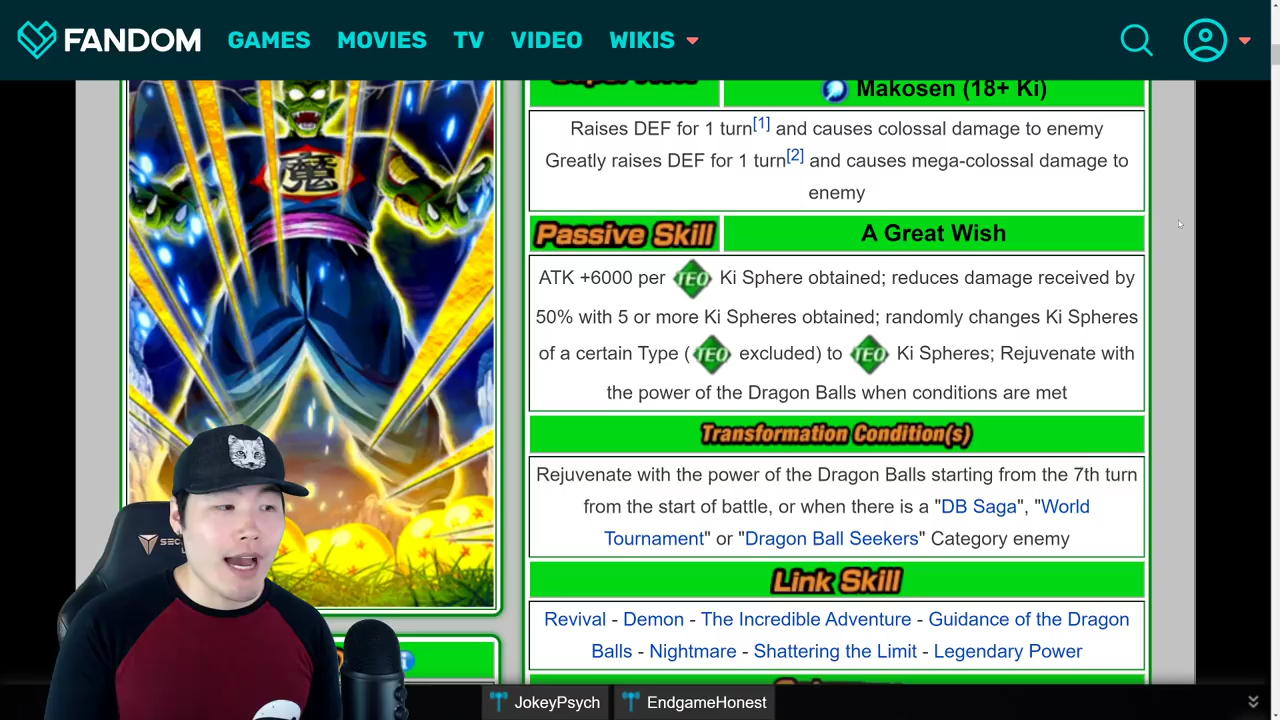 FANDOM GAMES MOVIES TV VIDEO WIKIS
Makosen (18+ Ki)
Raises DEF for 1 turn[1] and causes colossal damage to enemy
Greatly raises DEF for 1 turn[2] and causes mega-colossal damage to
enemy
魔
Passive Skill A Great Wish
ATK +6000 per TEQ Ki Sphere obtained; reduces damage received by
50% with 5 or more Ki Spheres obtained; randomly changes Ki Spheres
of a certain Type (TEQ excluded) to TEQ Ki Spheres; Rejuvenate with
the power of the Dragon Balls when conditions are met
Transformation Condition(s)
Rejuvenate with the power of the Dragon Balls starting from the 7th turn
from the start of battle, or when there is a "DB Saga", "World
Tournament" or "Dragon Ball Seekers" Category enemy
Link Skill
Revival - Demon - The Incredible Adventure - Guidance of the Dragon
Balls - Nightmare - Shattering the Limit - Legendary Power
JokeyPsych EndgameHonest